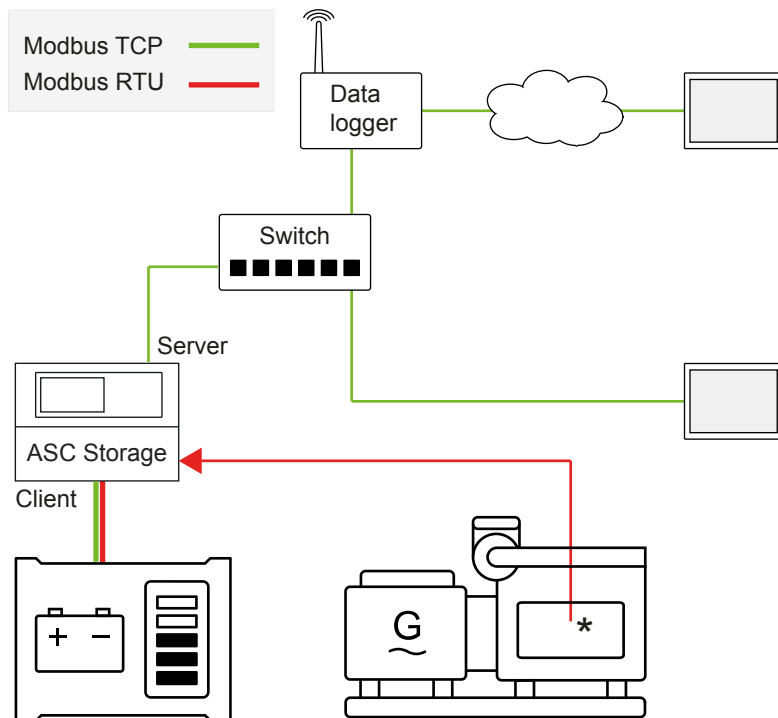 Modbus TCP
Modbus RTU
Data
logger
Switch
Server
ASC Storage
Client
+ −
G
*